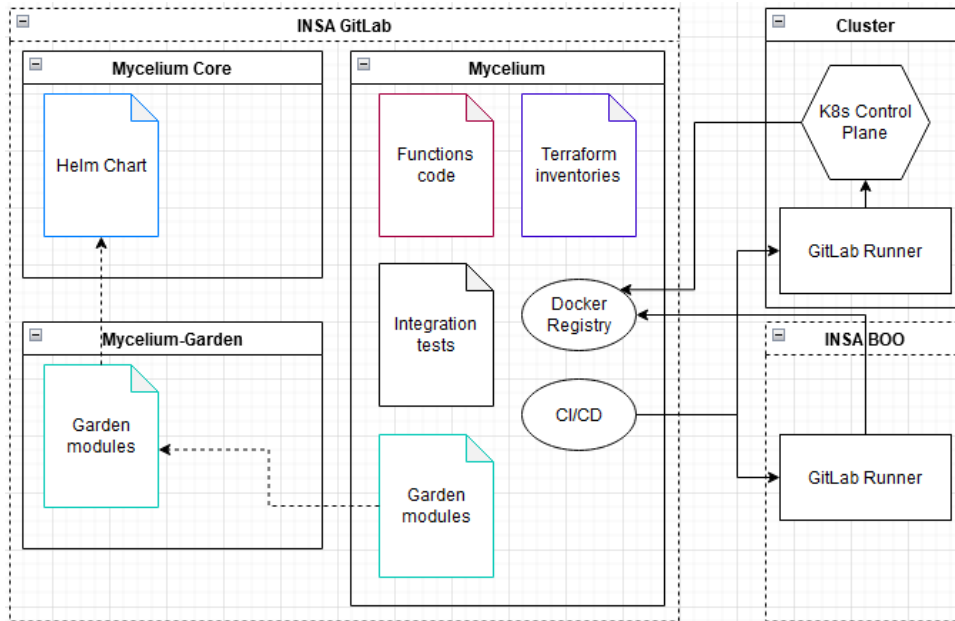 INSA GitLab
Mycelium Core
Helm Chart
Mycelium-Garden
Garden
modules
Mycelium
Functions
code
Terraform
inventories
Integration
tests
Docker
Registry
CI/CD
Garden
modules
Cluster
K8s Control
Plane
GitLab Runner
INSA BOO
GitLab Runner